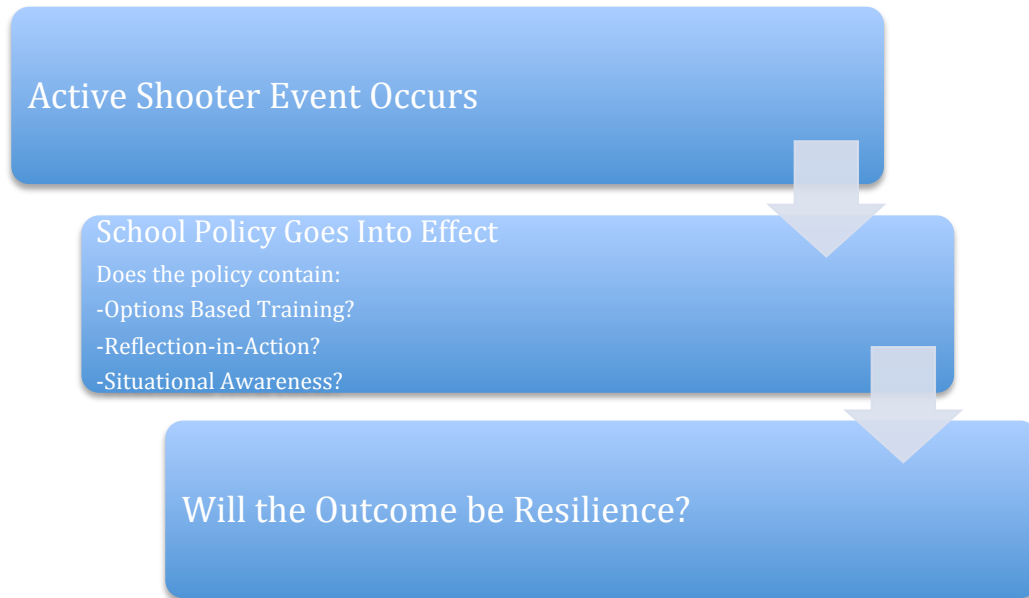 Active Shooter Event Occurs
School Policy Goes Into Effect
Does the policy contain:
-Options Based Training?
-Reflection-in-Action?
-Situational Awareness?
Will the Outcome be Resilience?